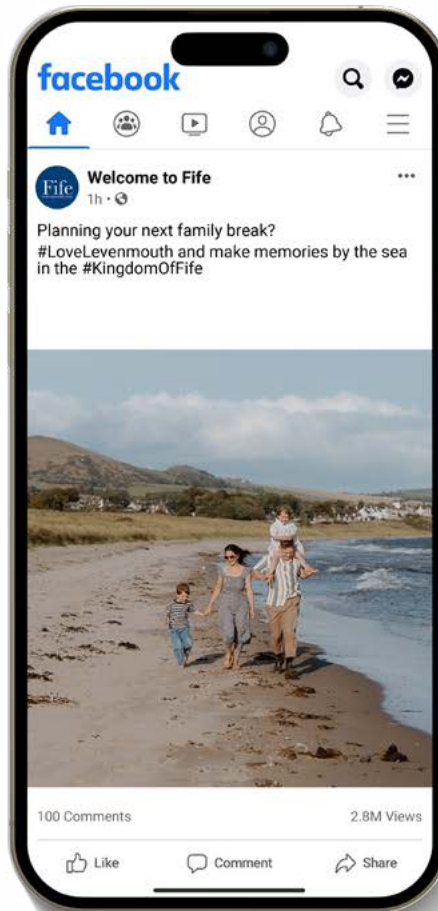 facebook
Fife
Welcome to Fife
1h
Planning your next family break?
#LoveLevenmouth and make memories by the sea
in the #KingdomOfFife
100 Comments
2.8M Views
Like
Comment
Share